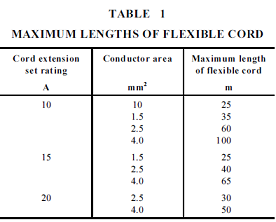 TABLE 1
MAXIMUM LENGTHS OF FLEXIBLE CORD
Cord extension set rating Conductor area Maximum length of flexible cord
A mm² m
10 10 25
1.5 35
2.5 60
4.0 100
15 1.5 25
2.5 40
4.0 65
20 2.5 30
4.0 50